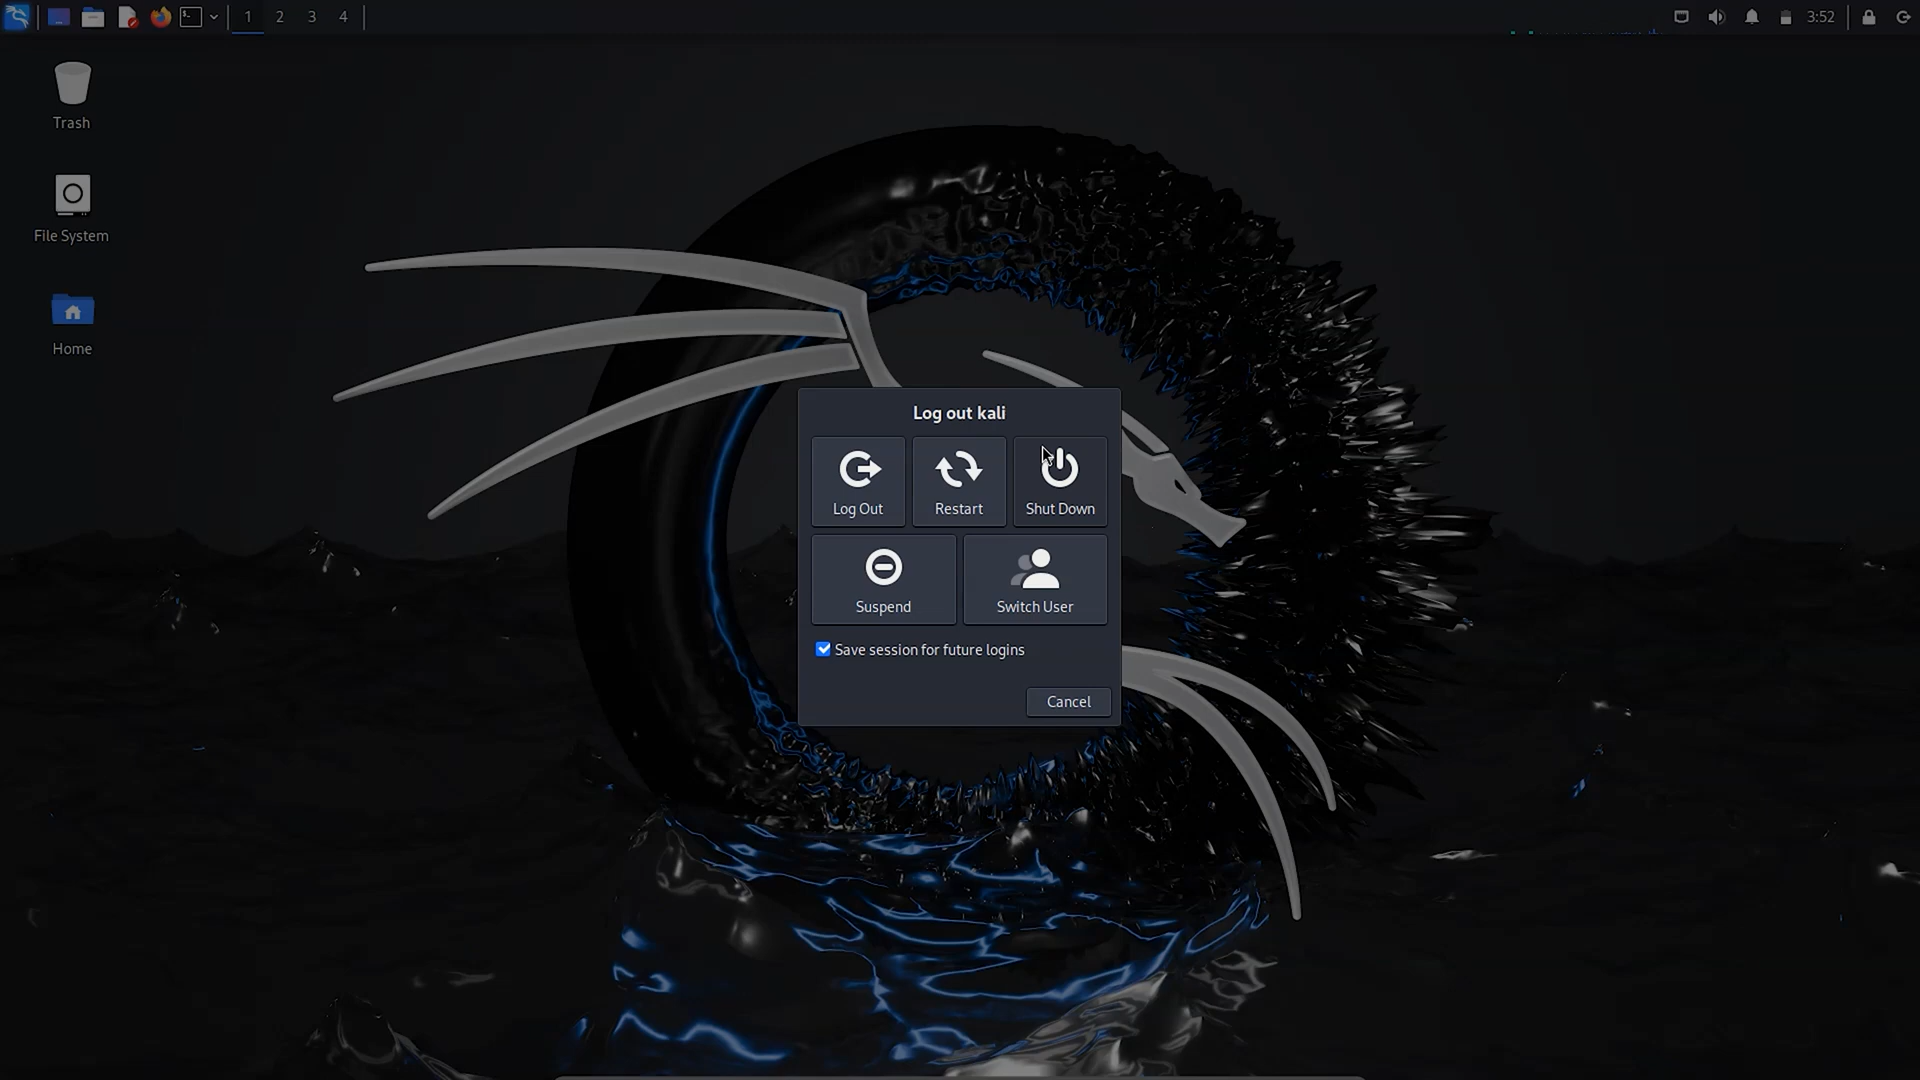 1 2 3 4
3:52
Trash
File System
Home
Log out kali
Log Out Restart Shut Down
Suspend Switch User
Save session for future logins
Cancel